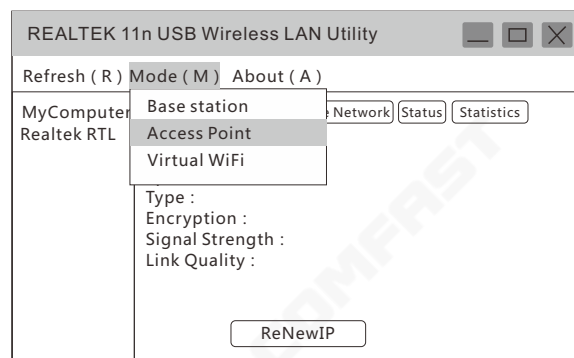 REALTEK 11n USB Wireless LAN Utility
Refresh ( R ) Mode ( M ) About ( A )
MyComputer Base station Network Status Statistics
Realtek RTL Access Point
Virtual WiFi
Type :
Encryption :
Signal Strength :
Link Quality :
ReNewIP
COMFAST